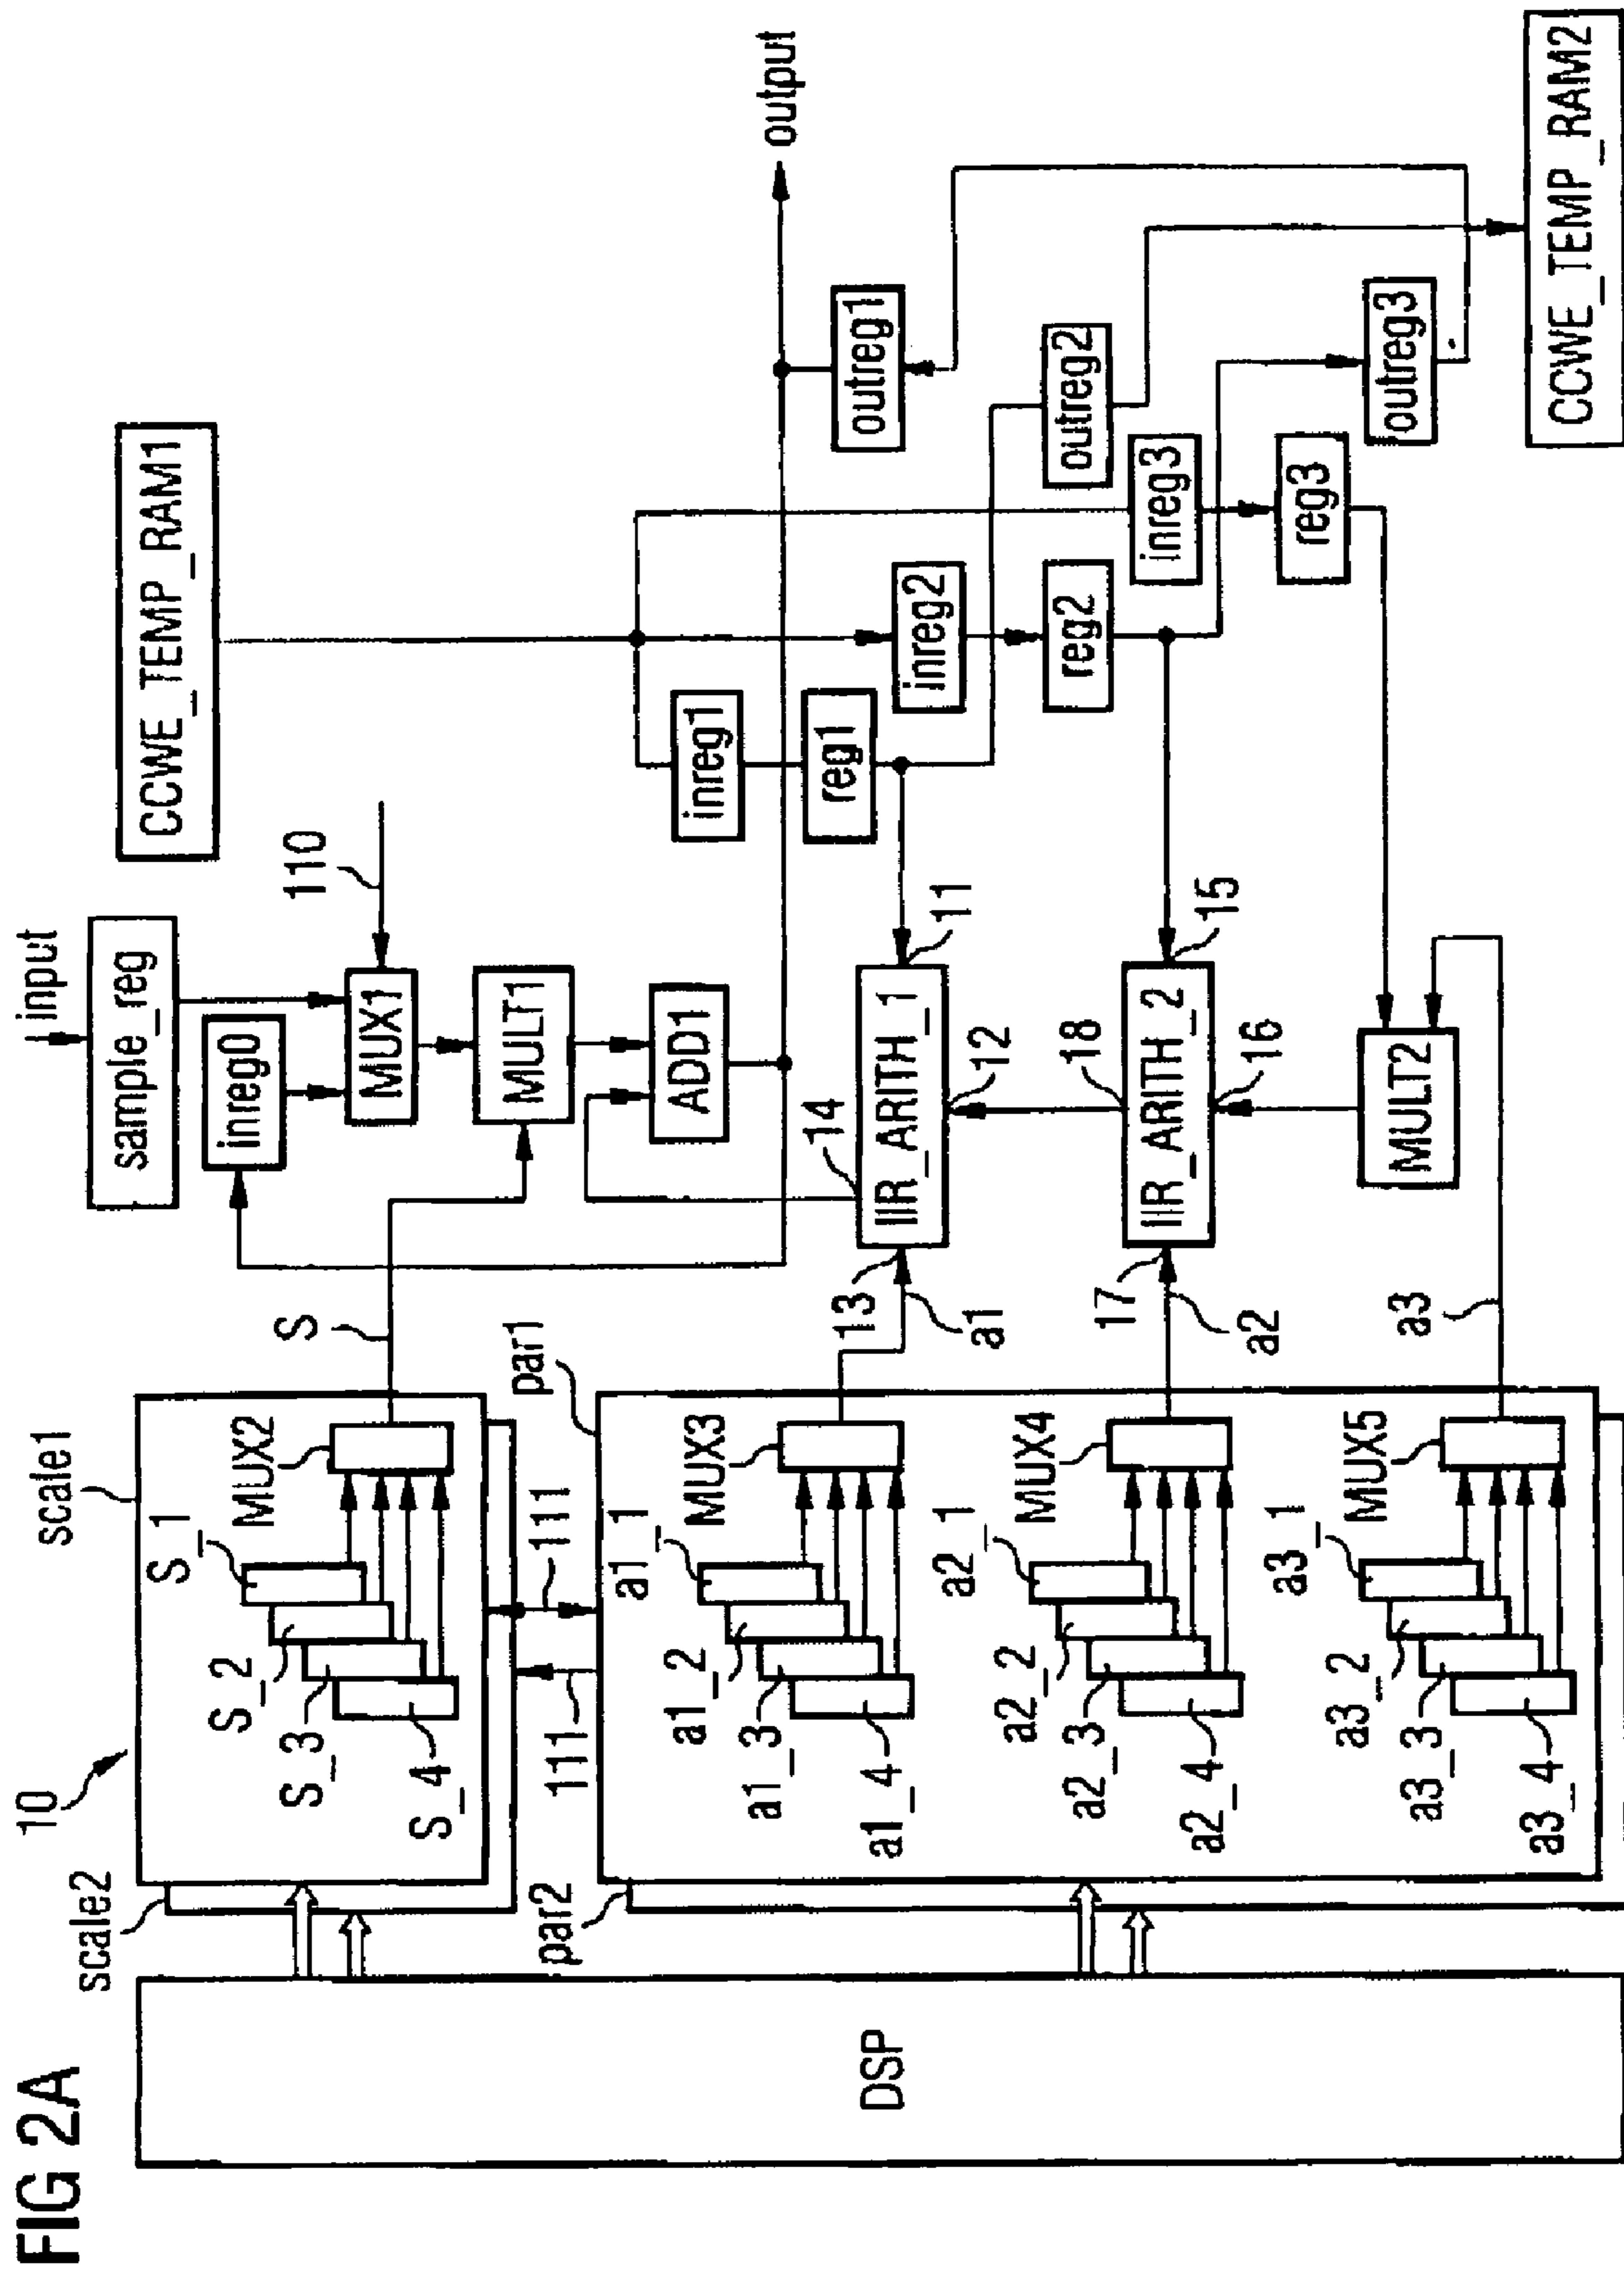 FIG 2A
10
DSP
scale2
scale1
S_1
S_2
S_3
S_4
MUX2
S
111
111
par2
par1
a1_1
a1_2
a1_3
a1_4
MUX3
13
a1
a2_1
a2_2
a2_3
a2_4
MUX4
17
a2
a3_1
a3_2
a3_3
a3_4
MUX5
a3
input
sample_reg
inreg0
MUX1
110
MULT1
ADD1
14
IIR_ARITH_1
11
12
18
IIR_ARITH_2
15
16
MULT2
CCWE_TEMP_RAM1
inreg1
reg1
inreg2
reg2
inreg3
reg3
outreg1
outreg2
outreg3
output
CCWE_TEMP_RAM2